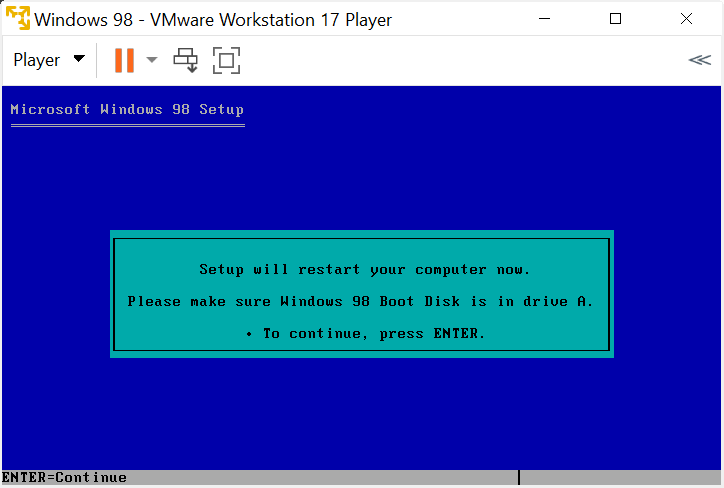 Windows 98 - VMware Workstation 17 Player
Player
Microsoft Windows 98 Setup
Setup will restart your computer now.
Please make sure Windows 98 Boot Disk is in drive A.
• To continue, press ENTER.
ENTER=Continue